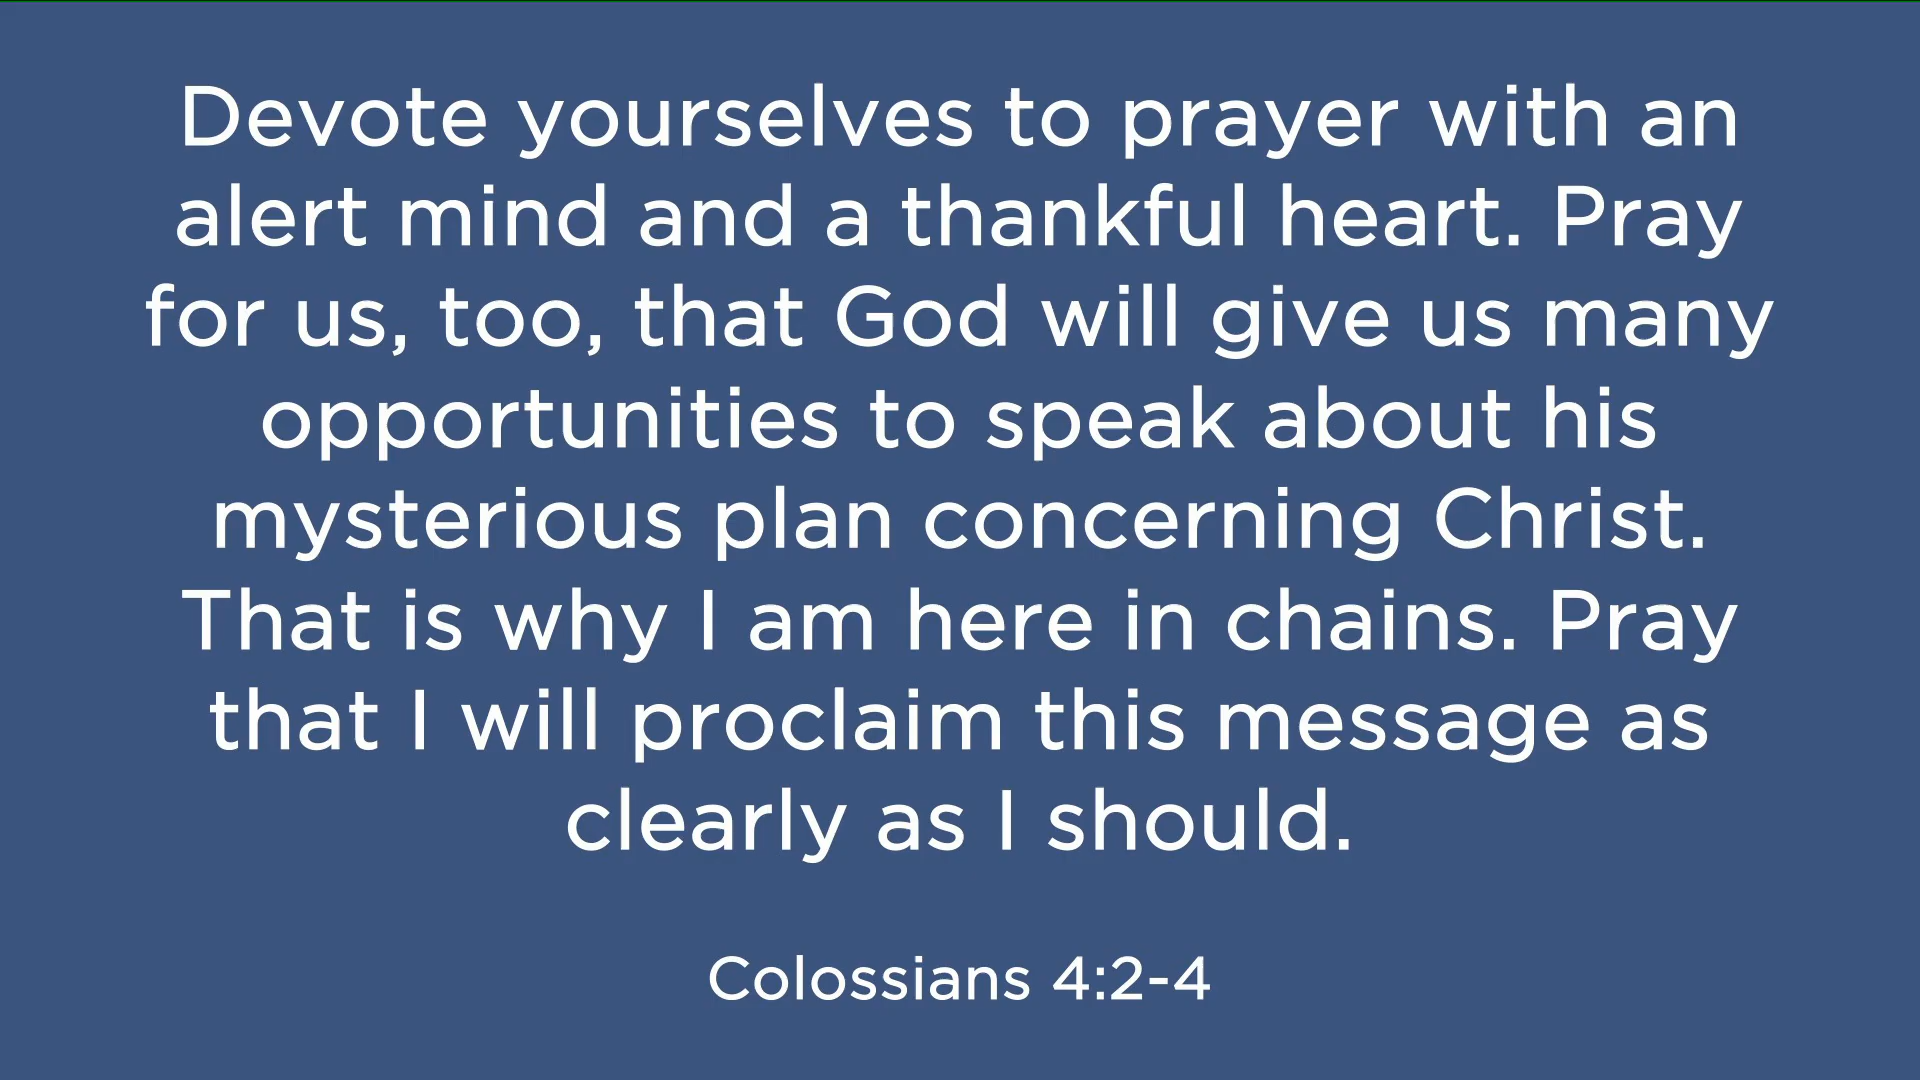 Devote yourselves to prayer with an
alert mind and a thankful heart. Pray
for us, too, that God will give us many
opportunities to speak about his
mysterious plan concerning Christ.
That is why I am here in chains. Pray
that I will proclaim this message as
clearly as I should.
Colossians 4:2-4